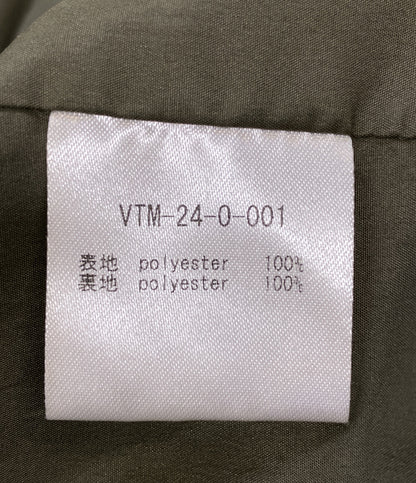 VTM-24-0-001
表地 polyester 100%
裏地 polyester 100%